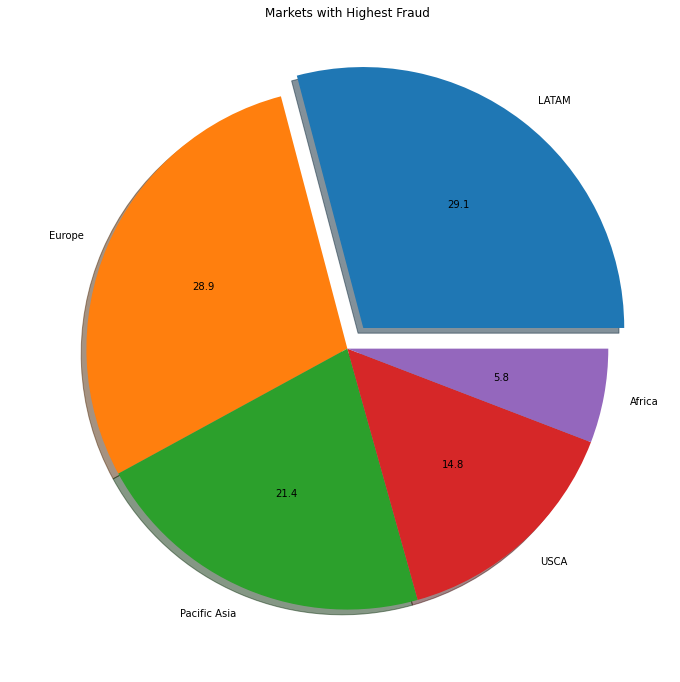 Markets with Highest Fraud
LATAM
29.1
Europe
28.9
5.8
Africa
14.8
21.4
USCA
Pacific Asia